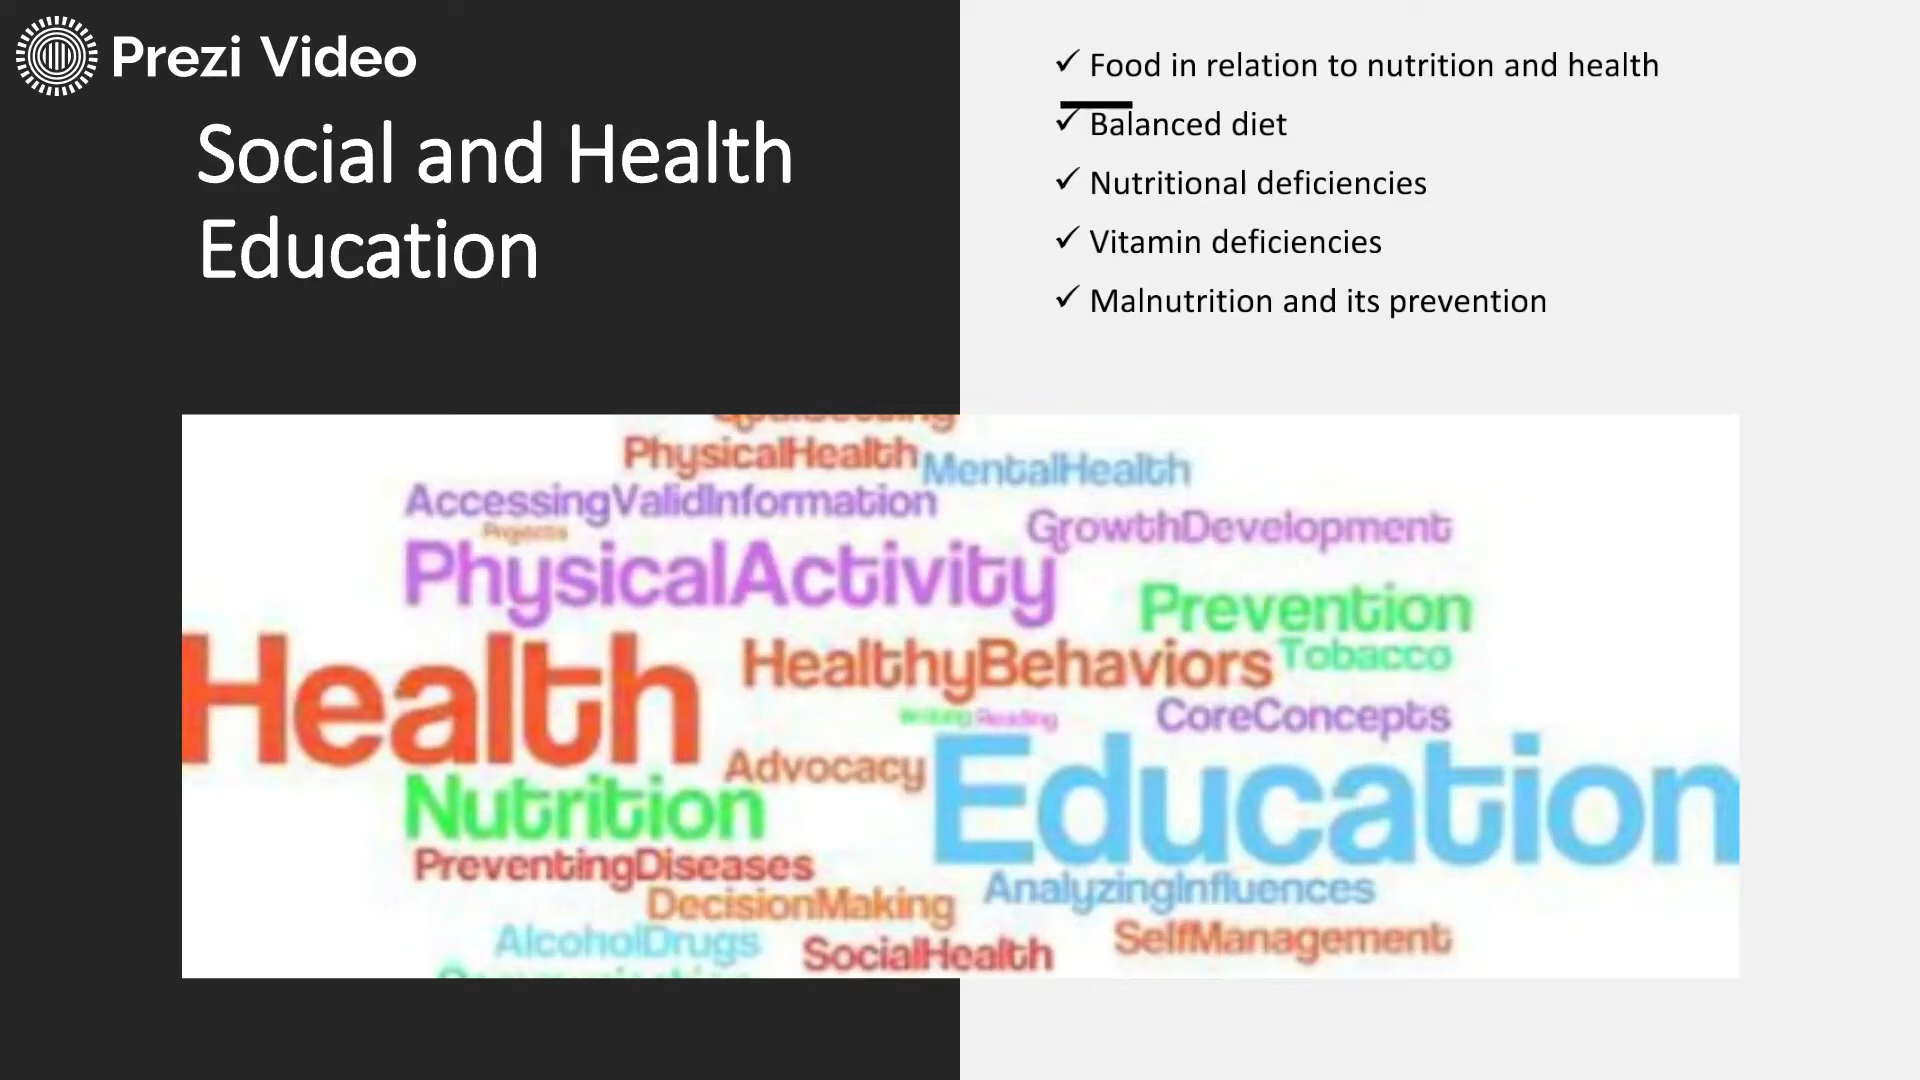 Prezi Video
Social and Health
Education
✓ Food in relation to nutrition and health
✓ Balanced diet
✓ Nutritional deficiencies
✓ Vitamin deficiencies
✓ Malnutrition and its prevention
PhysicalHealth
MentalHealth
AccessingValidInformation
GrowthDevelopment
Projects
PhysicalActivity
Prevention
Health
HealthyBehaviors
Tobacco
Reading
CoreConcepts
Advocacy
Education
Nutrition
PreventingDiseases
AnalyzingInfluences
DecisionMaking
AlcoholDrugs
SocialHealth
SelfManagement